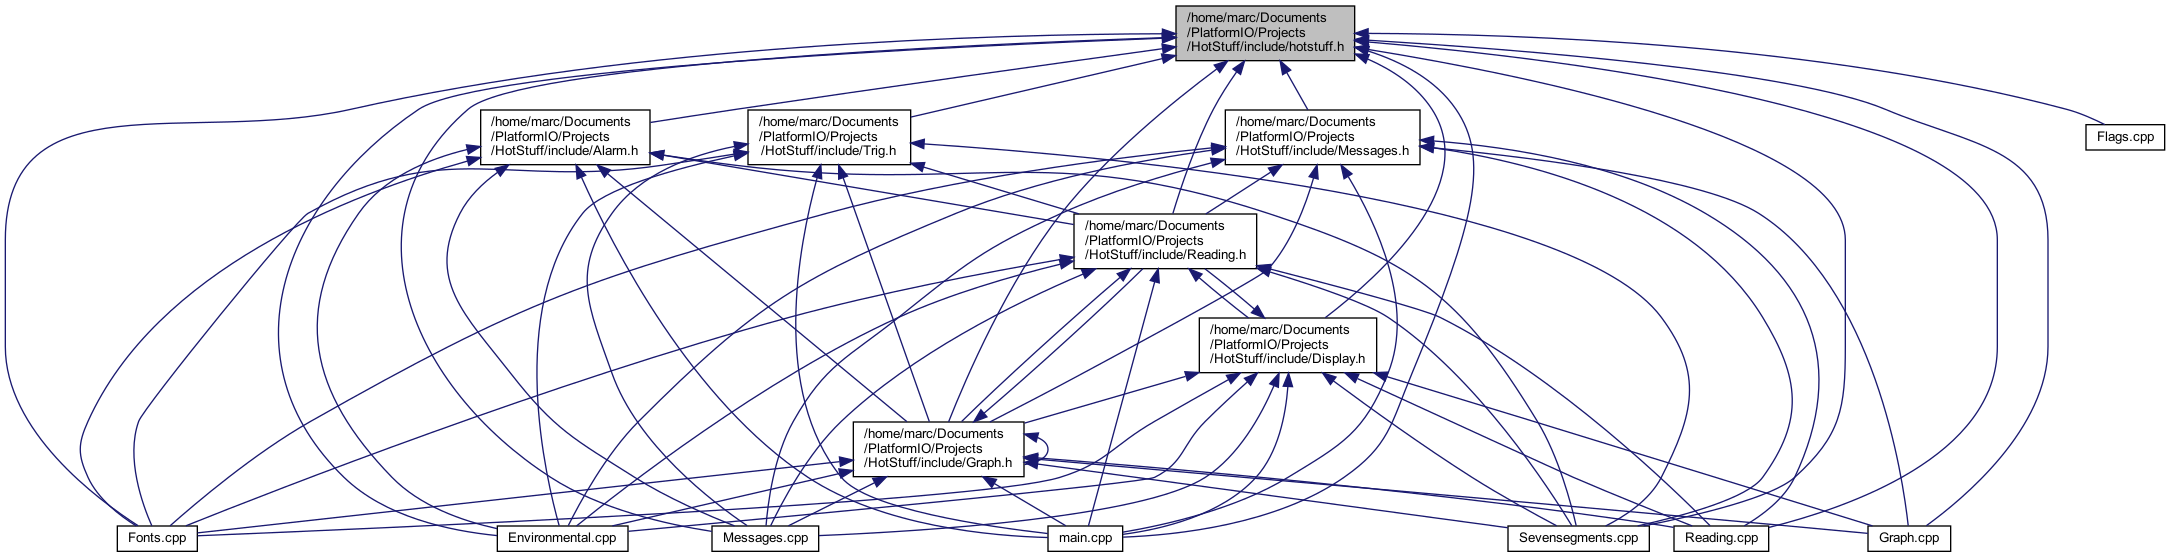 /home/marc/Documents
/PlatformIO/Projects
/HotStuff/include/hotstuff.h
/home/marc/Documents
/PlatformIO/Projects
/HotStuff/include/Alarm.h
/home/marc/Documents
/PlatformIO/Projects
/HotStuff/include/Trig.h
/home/marc/Documents
/PlatformIO/Projects
/HotStuff/include/Messages.h
Flags.cpp
/home/marc/Documents
/PlatformIO/Projects
/HotStuff/include/Reading.h
/home/marc/Documents
/PlatformIO/Projects
/HotStuff/include/Display.h
/home/marc/Documents
/PlatformIO/Projects
/HotStuff/include/Graph.h
Fonts.cpp
Environmental.cpp
Messages.cpp
main.cpp
Sevensegments.cpp
Reading.cpp
Graph.cpp